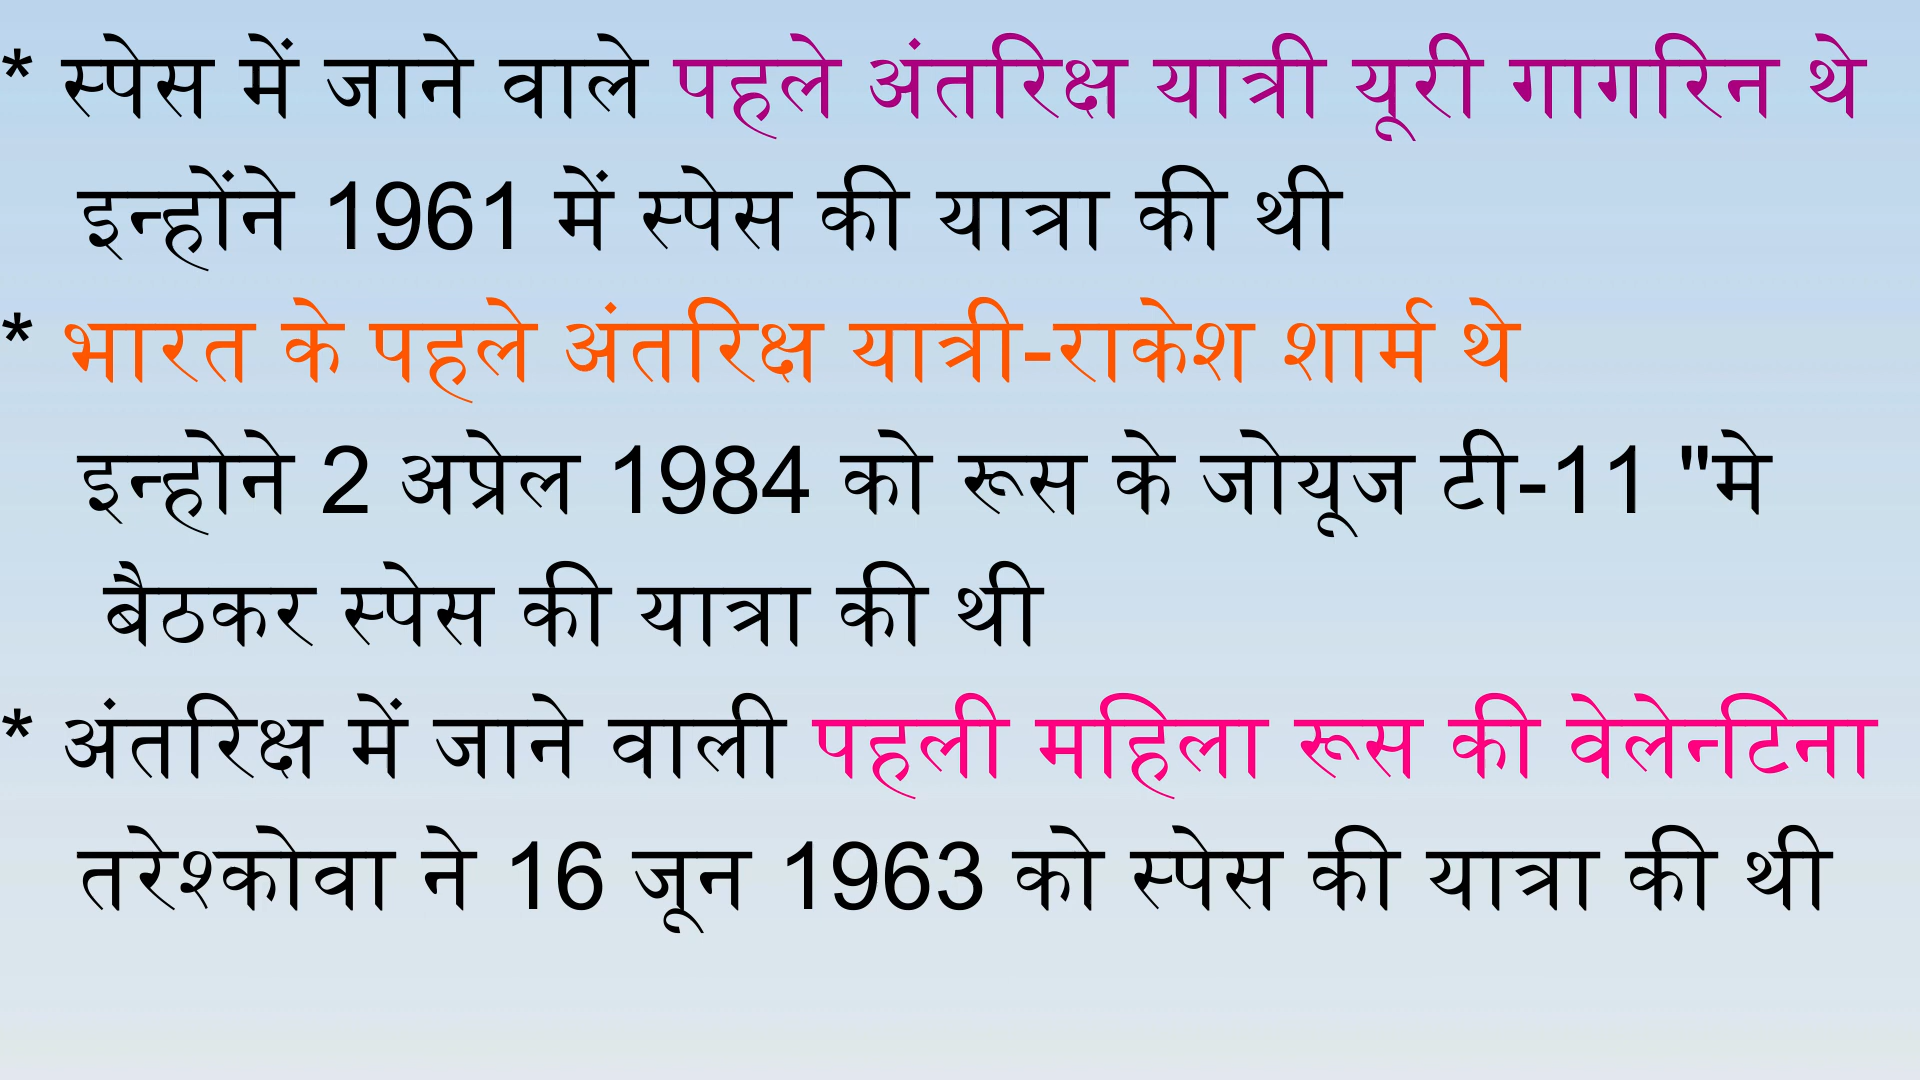 * स्पेस में जाने वाले पहले अंतरिक्ष यात्री यूरी गागरिन थे
इन्होंने 1961 में स्पेस की यात्रा की थी
* भारत के पहले अंतरिक्ष यात्री-राकेश शार्म थे
इन्होने 2 अप्रेल 1984 को रूस के जोयूज टी-11 "मे
बैठकर स्पेस की यात्रा की थी
* अंतरिक्ष में जाने वाली पहली महिला रूस की वेलेन्टिना
तरेश्कोवा ने 16 जून 1963 को स्पेस की यात्रा की थी